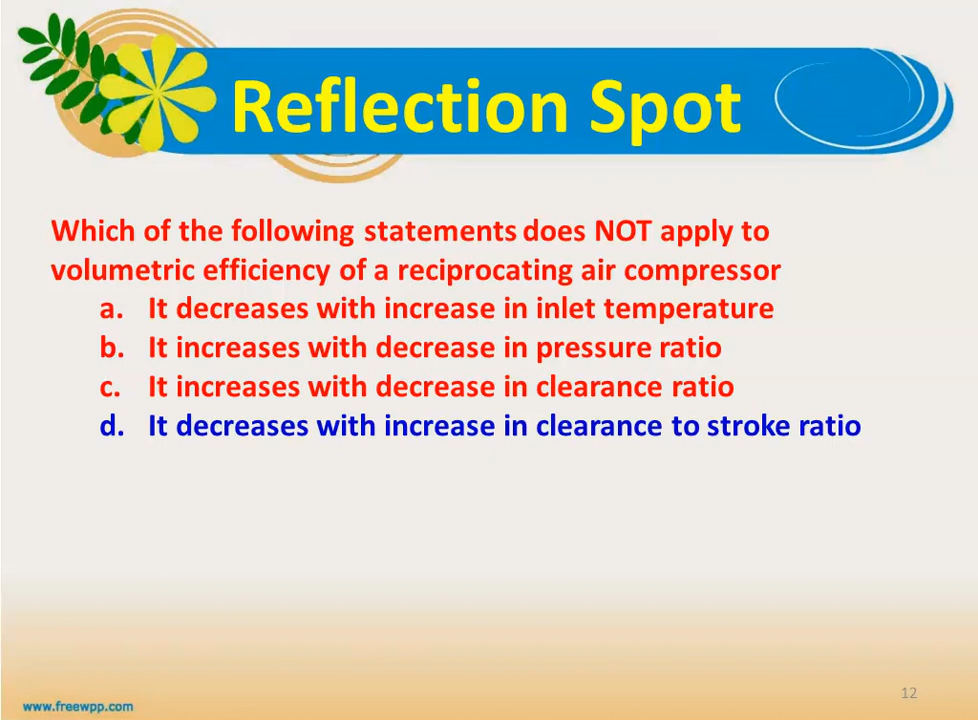 Reflection Spot
Which of the following statements does NOT apply to
volumetric efficiency of a reciprocating air compressor
a. It decreases with increase in inlet temperature
b. It increases with decrease in pressure ratio
c. It increases with decrease in clearance ratio
d. It decreases with increase in clearance to stroke ratio
12
www.freewpp.com